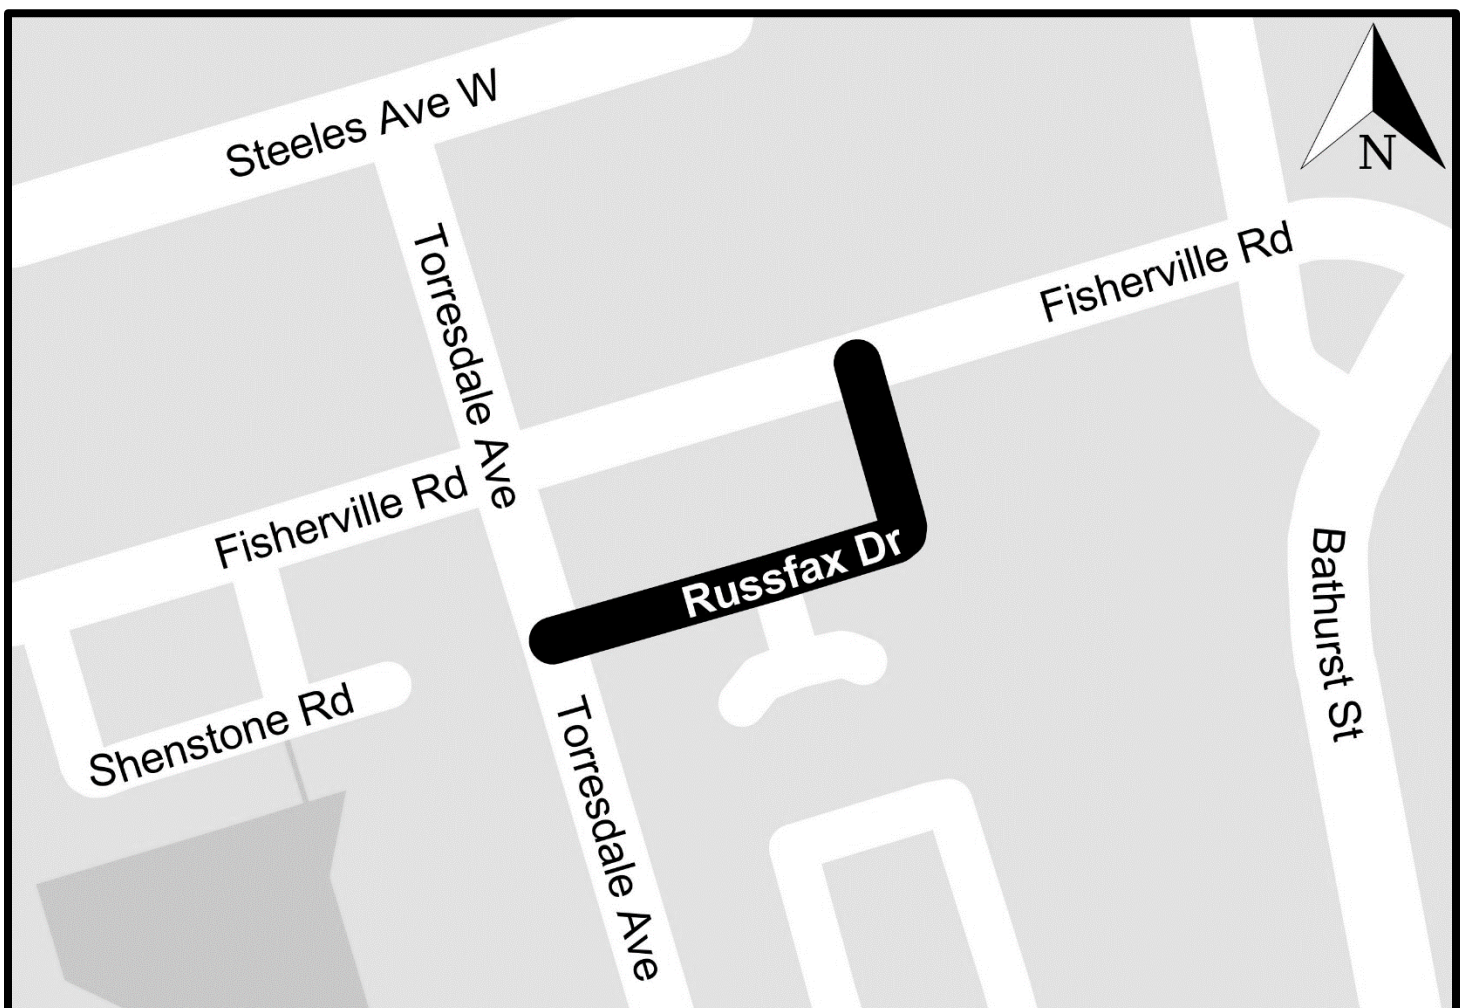 Steeles Ave W
N
Torresdale Ave
Fisherville Rd
Fisherville Rd
Russfax Dr
Bathurst St
Shenstone Rd
Torresdale Ave